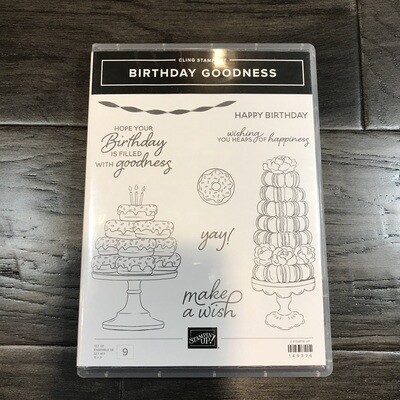 CLING STAMP SET
BIRTHDAY GOODNESS
HAPPY BIRTHDAY
HOPE YOUR
Birthday
IS FILLED
WITH goodness
wishing
YOU HEAPS OF happiness
yay!
make
a wish
9
STAMPIN' UP!